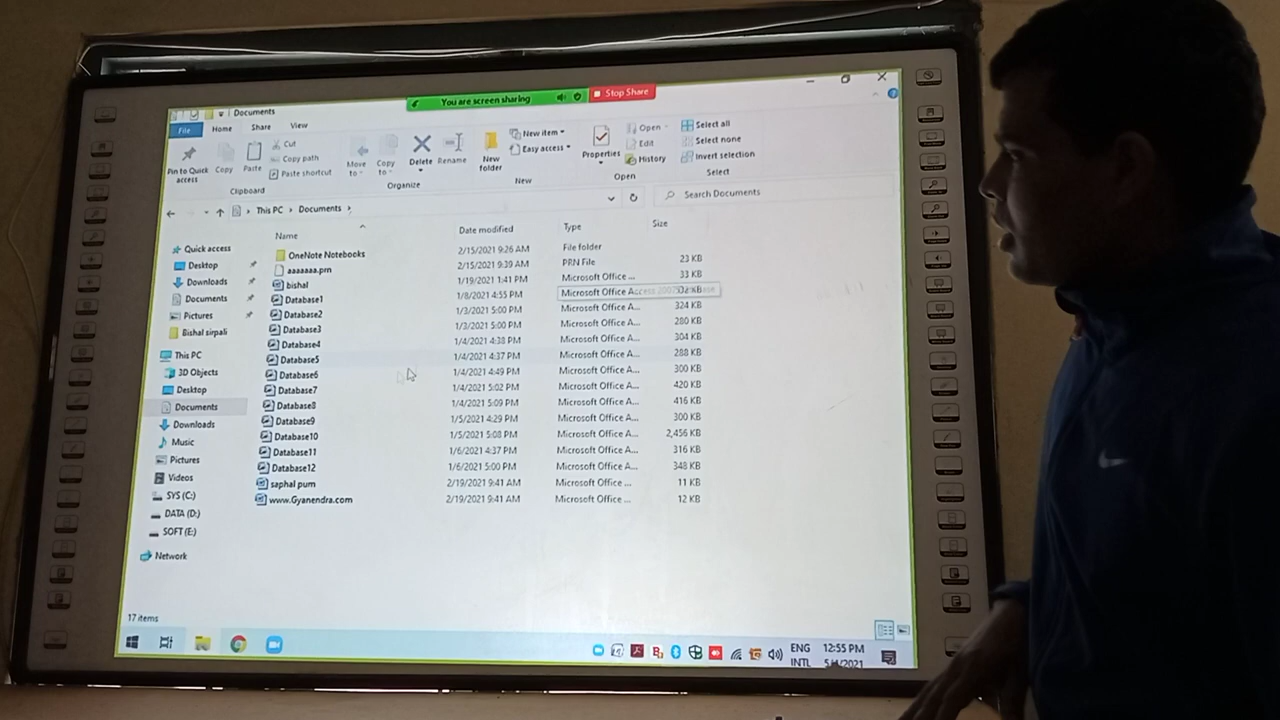 Documents
You are screen sharing Stop Share
File Home Share View
Pin to Quick access
Copy
Paste
Cut
Copy path
Paste shortcut
Clipboard
Move to
Copy to
Delete
Rename
Organize
New folder
New item
Easy access
New
Properties
Open
Edit
History
Open
Select all
Select none
Invert selection
Select
This PC > Documents >
Search Documents
Quick access
Desktop
Downloads
Documents
Pictures
Bishal sirpali
This PC
3D Objects
Desktop
Documents
Downloads
Music
Pictures
Videos
SYS (C:)
DATA (D:)
SOFT (E:)
Network
Name Date modified Type Size
OneNote Notebooks 2/15/2021 9:26 AM File folder
aaaaaaa.prn 2/15/2021 9:39 AM PRN File 23 KB
bishal 1/19/2021 1:41 PM Microsoft Office ... 33 KB
Database1 1/8/2021 4:55 PM Microsoft Office
Database2 1/3/2021 5:00 PM Microsoft Office A... 324 KB
Database3 1/3/2021 5:00 PM Microsoft Office A... 280 KB
Database4 1/4/2021 4:38 PM Microsoft Office A... 304 KB
Database5 1/4/2021 4:37 PM Microsoft Office A... 288 KB
Database6 1/4/2021 4:49 PM Microsoft Office A... 300 KB
Database7 1/4/2021 5:02 PM Microsoft Office A... 420 KB
Database8 1/4/2021 5:09 PM Microsoft Office A... 416 KB
Database9 1/5/2021 4:29 PM Microsoft Office A... 300 KB
Database10 1/5/2021 5:08 PM Microsoft Office A... 2,456 KB
Database11 1/6/2021 4:37 PM Microsoft Office A... 316 KB
Database12 1/6/2021 5:00 PM Microsoft Office A... 348 KB
saphal pum 2/19/2021 9:41 AM Microsoft Office ... 11 KB
www.Gyanendra.com 2/19/2021 9:41 AM Microsoft Office ... 12 KB
17 items
ENG 12:55 PM
INTL